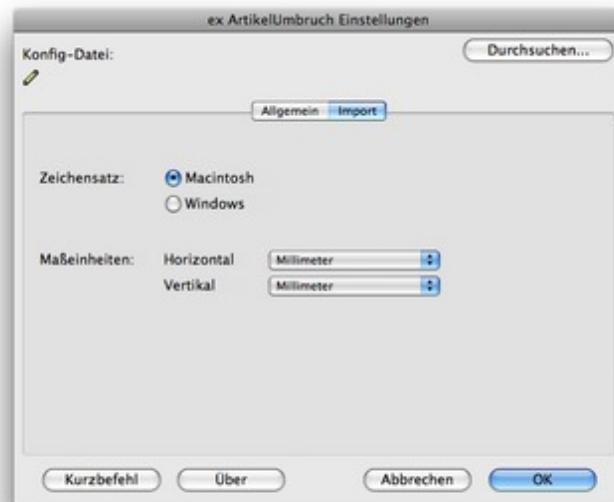 ex ArtikelUmbruch Einstellungen
Konfig-Datei:
Durchsuchen...
Allgemein Import
Zeichensatz: Macintosh
Windows
Maßeinheiten: Horizontal Millimeter
Vertikal Millimeter
Kurzbefehl Über Abbrechen OK